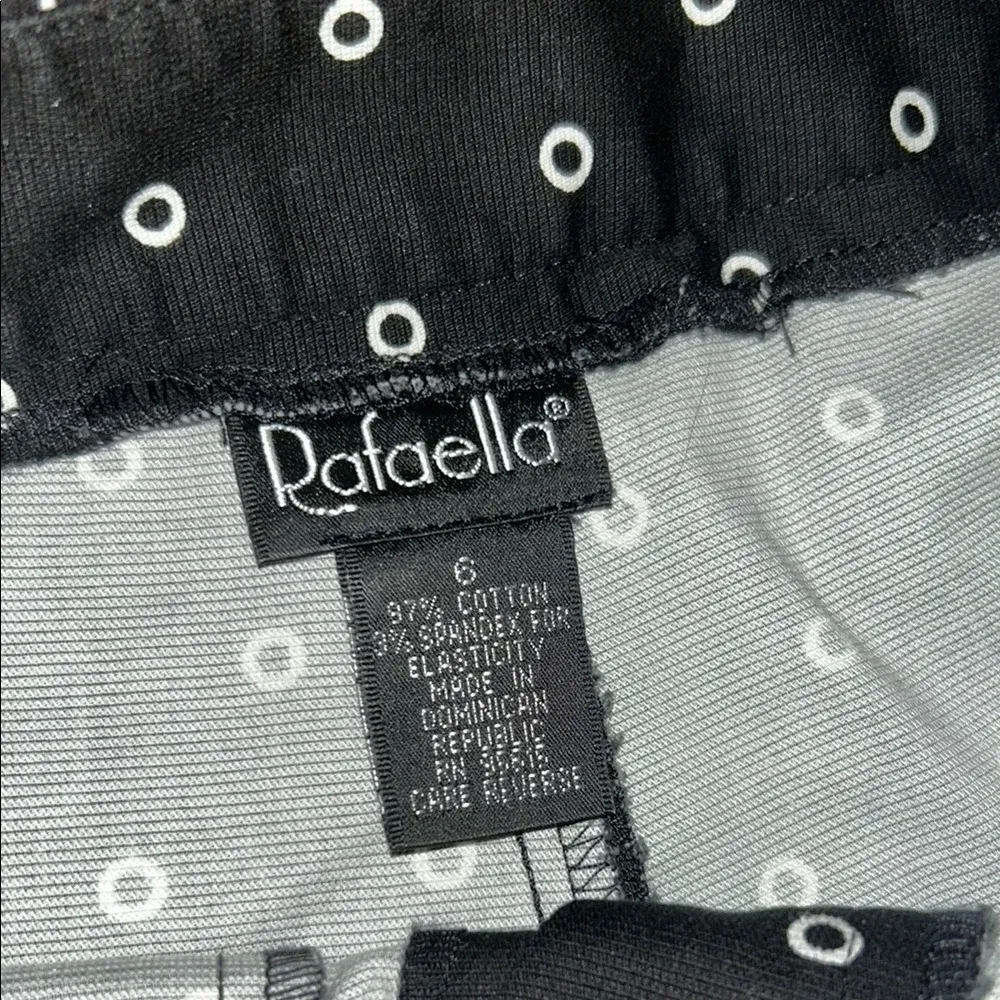 Rafaella®
6
97% COTTON
3% SPANDEX FOR
ELASTICITY
MADE IN
DOMINICAN
REPUBLIC
RN
CARE REVERSE